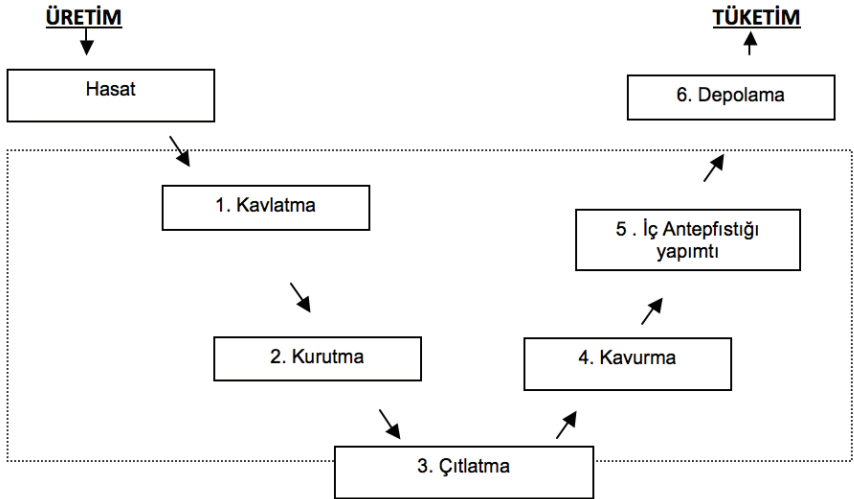 ÜRETİM
TÜKETİM
Hasat
6. Depolama
1. Kavlatma
5 . İç Antepfıstığı
yapımtı
2. Kurutma
4. Kavurma
3. Çıtlatma